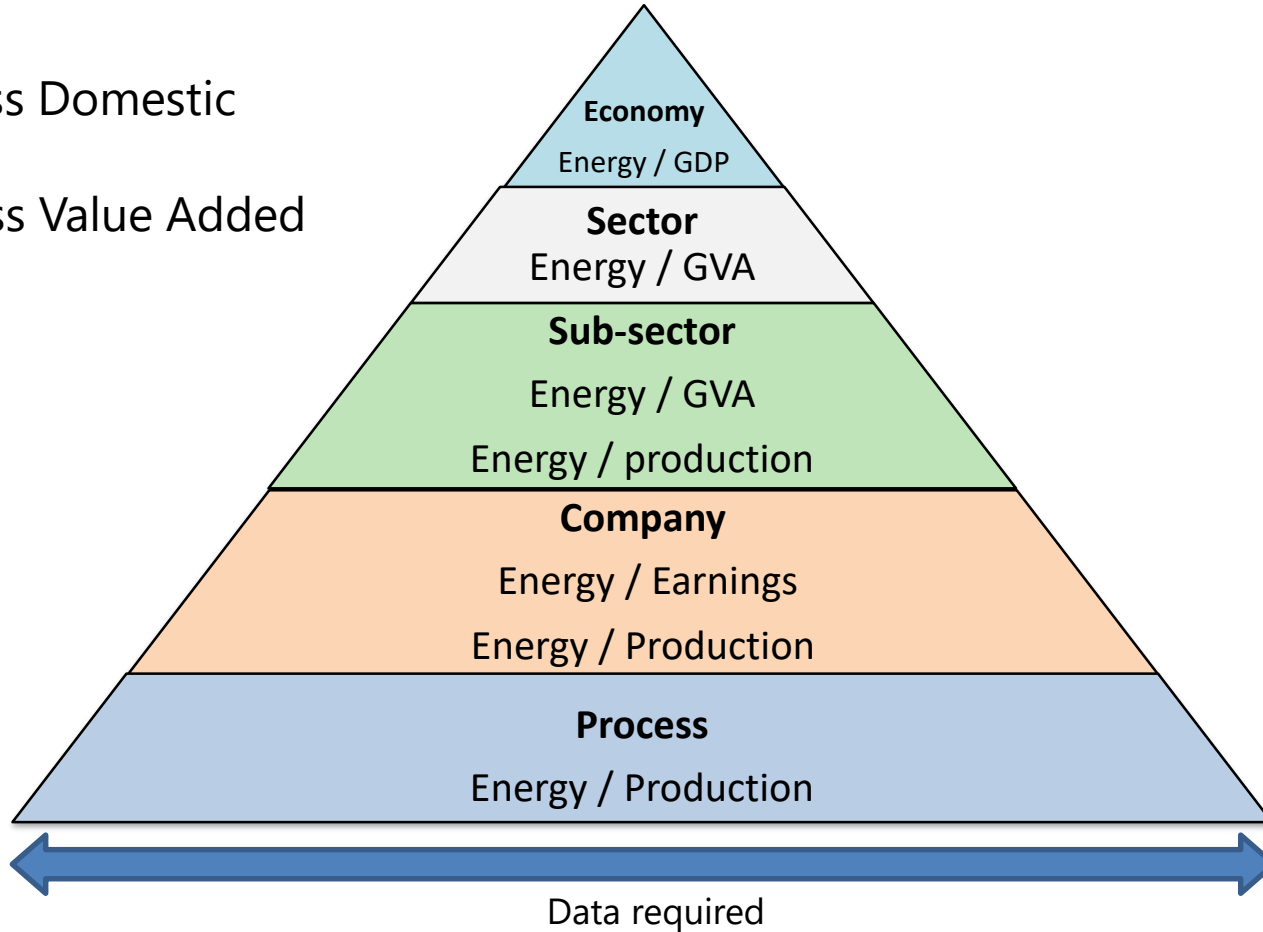 ss Domestic
ss Value Added
Economy
Energy / GDP
Sector
Energy / GVA
Sub-sector
Energy / GVA
Energy / production
Company
Energy / Earnings
Energy / Production
Process
Energy / Production
Data required